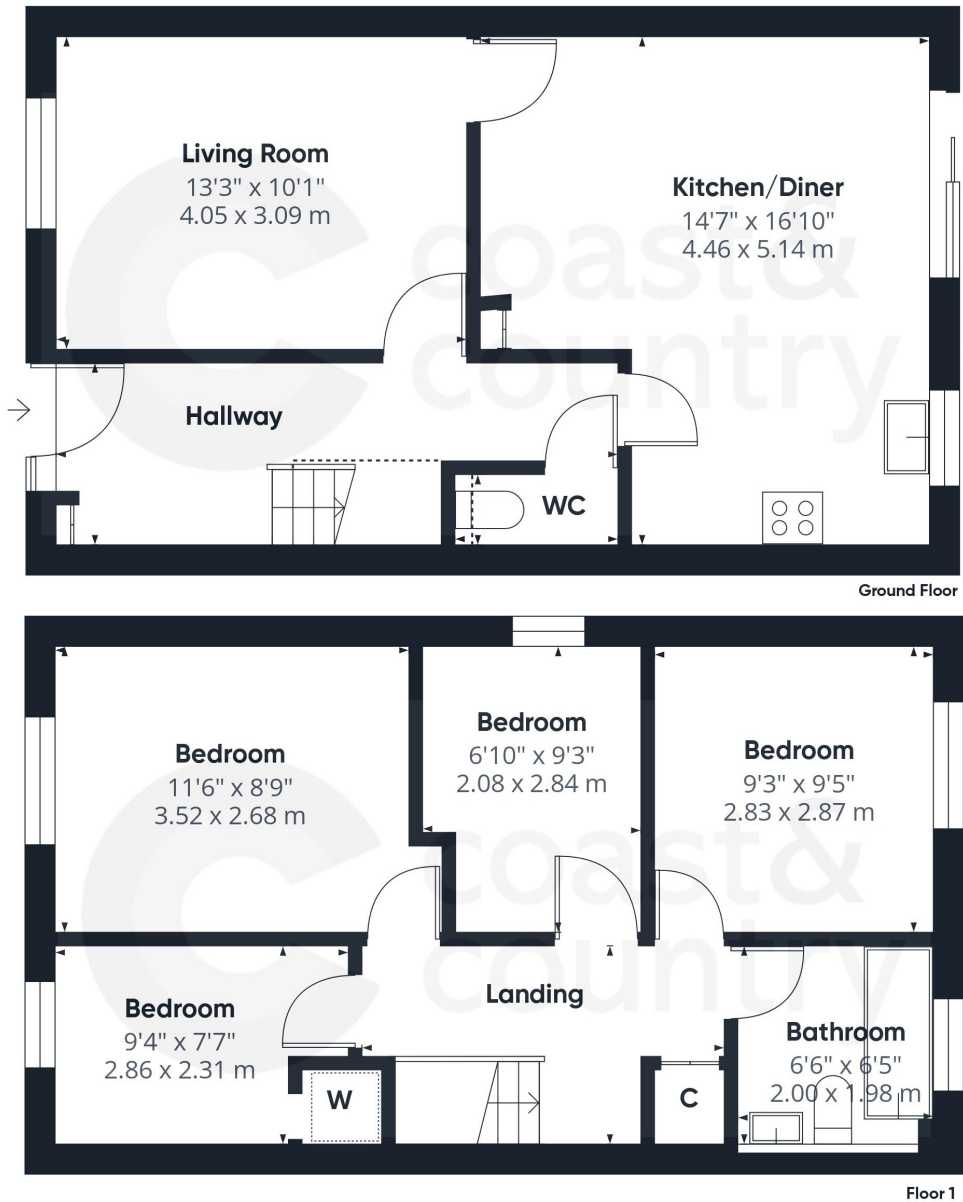 Living Room
13'3" x 10'1"
4.05 x 3.09 m
Kitchen/Diner
14'7" x 16'10"
4.46 x 5.14 m
coast&
country
Hallway
WC
Ground Floor
Bedroom
11'6" x 8'9"
3.52 x 2.68 m
Bedroom
6'10" x 9'3"
2.08 x 2.84 m
Bedroom
9'3" x 9'5"
2.83 x 2.87 m
coast&
country
Bedroom
9'4" x 7'7"
2.86 x 2.31 m
Landing
Bathroom
6'6" x 6'5"
2.00 x 1.98 m
W
C
Floor 1